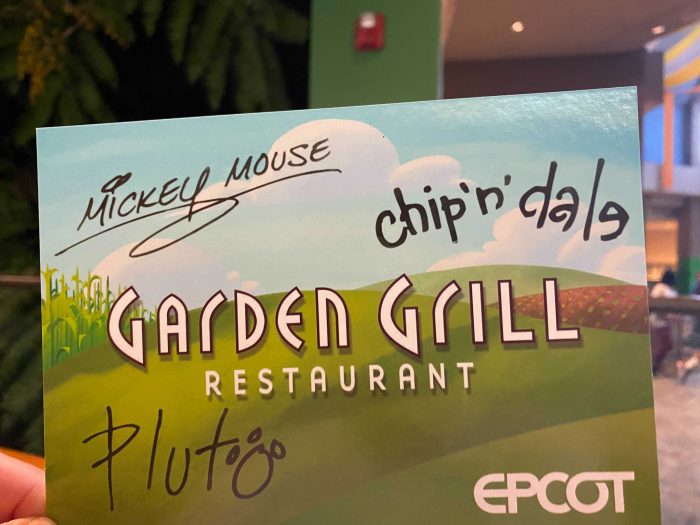 MICKEY MOUSE
chip 'n' dale
GARDEN GRILL
RESTAURANT
Pluto
EPCOT